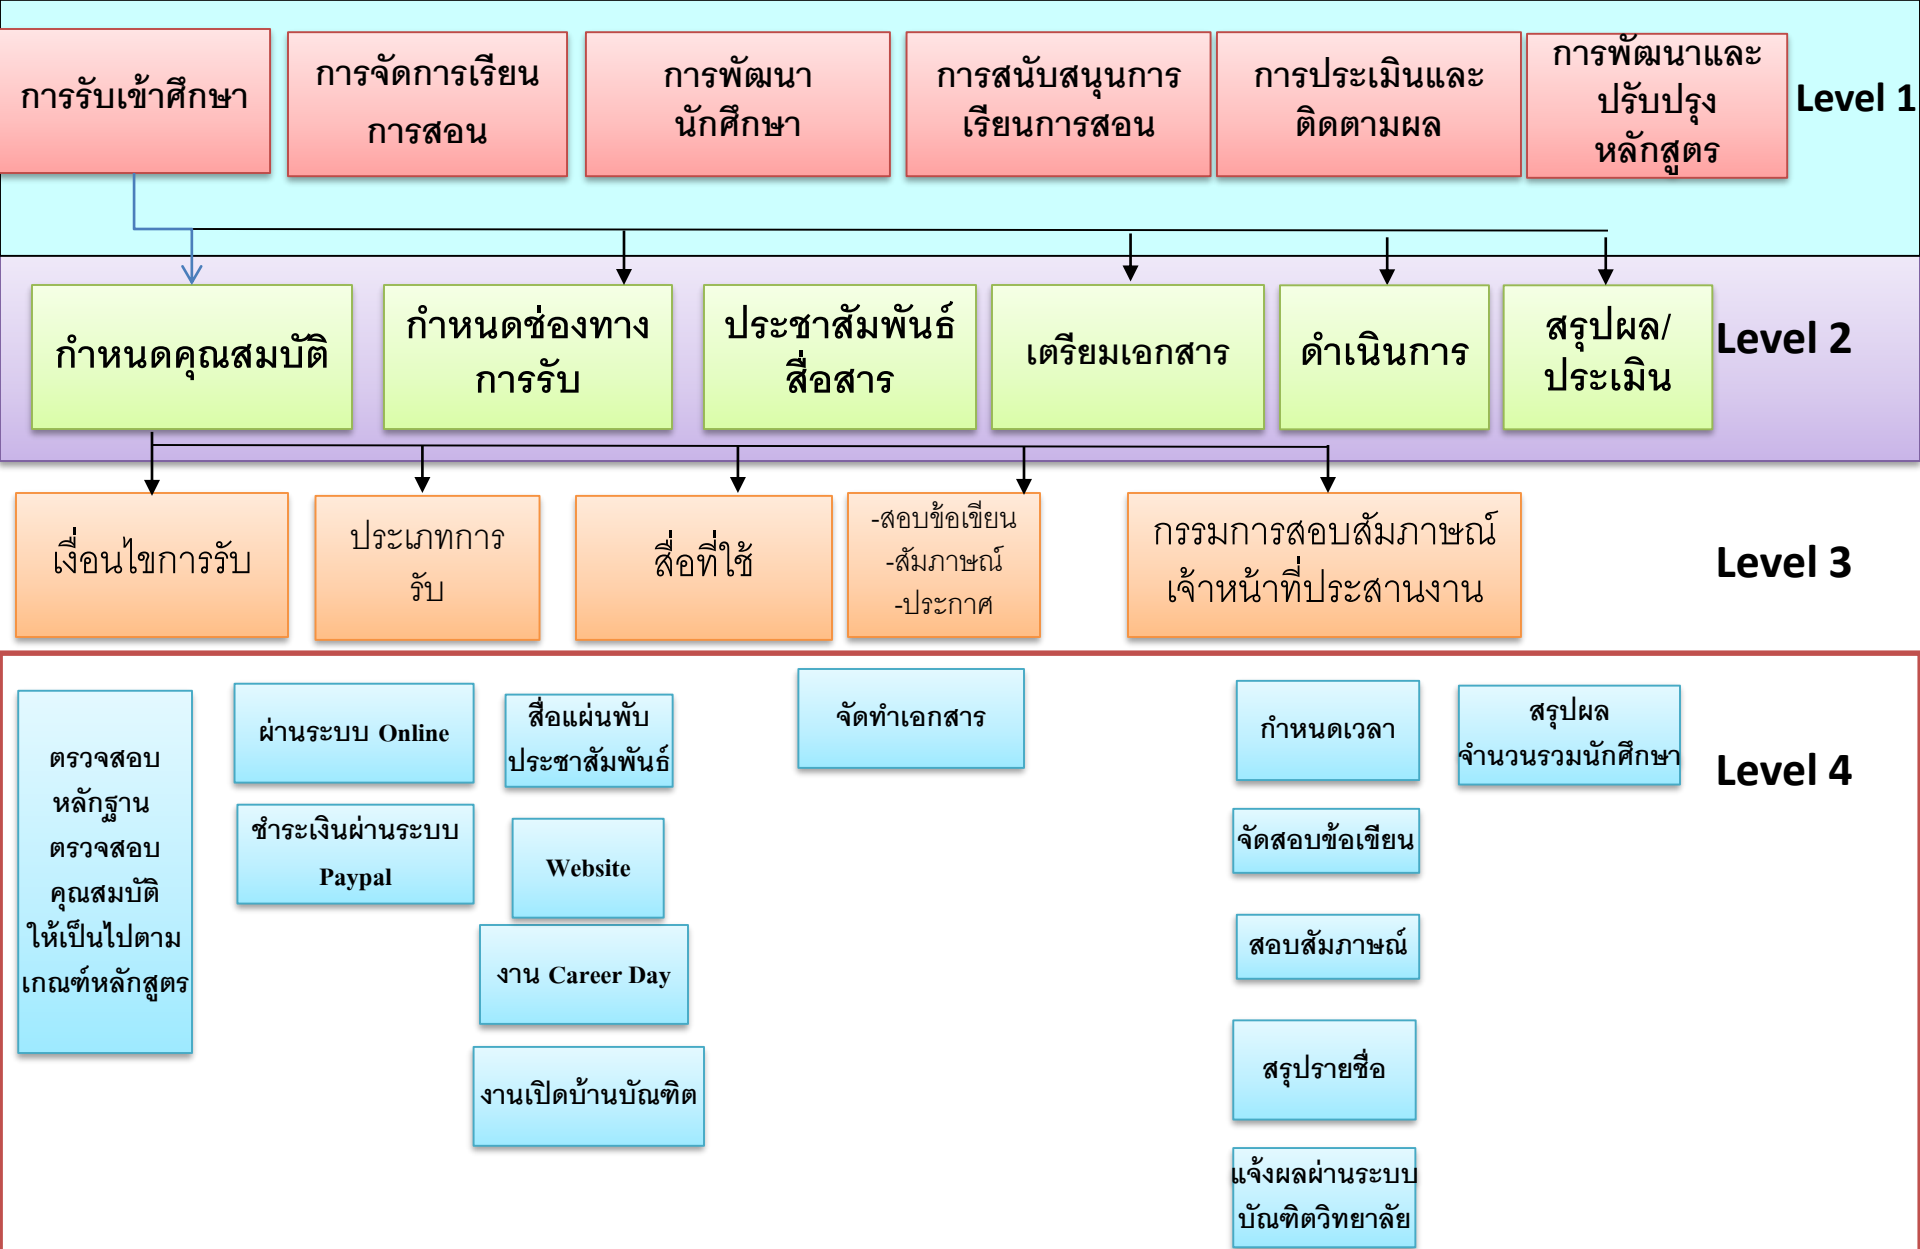 การรับเข้าศึกษา
การจัดการเรียน
การสอน
การพัฒนา
นักศึกษา
การสนับสนุนการ
เรียนการสอน
การประเมินและ
ติดตามผล
การพัฒนาและ
ปรับปรุง
หลักสูตร
Level 1
กำหนดคุณสมบัติ
กำหนดช่องทาง
การรับ
ประชาสัมพันธ์
สื่อสาร
เตรียมเอกสาร
ดำเนินการ
สรุปผล/
ประเมิน
Level 2
เงื่อนไขการรับ
ประเภทการ
รับ
สื่อที่ใช้
-สอบข้อเขียน
-สัมภาษณ์
-ประกาศ
กรรมการสอบสัมภาษณ์
เจ้าหน้าที่ประสานงาน
Level 3
ตรวจสอบ
หลักฐาน
ตรวจสอบ
คุณสมบัติ
ให้เป็นไปตาม
เกณฑ์หลักสูตร
ผ่านระบบ Online
ชำระเงินผ่านระบบ
Paypal
สื่อแผ่นพับ
ประชาสัมพันธ์
Website
งาน Career Day
งานเปิดบ้านบัณฑิต
จัดทำเอกสาร
กำหนดเวลา
จัดสอบข้อเขียน
สอบสัมภาษณ์
สรุปรายชื่อ
แจ้งผลผ่านระบบ
บัณฑิตวิทยาลัย
สรุปผล
จำนวนรวมนักศึกษา
Level 4